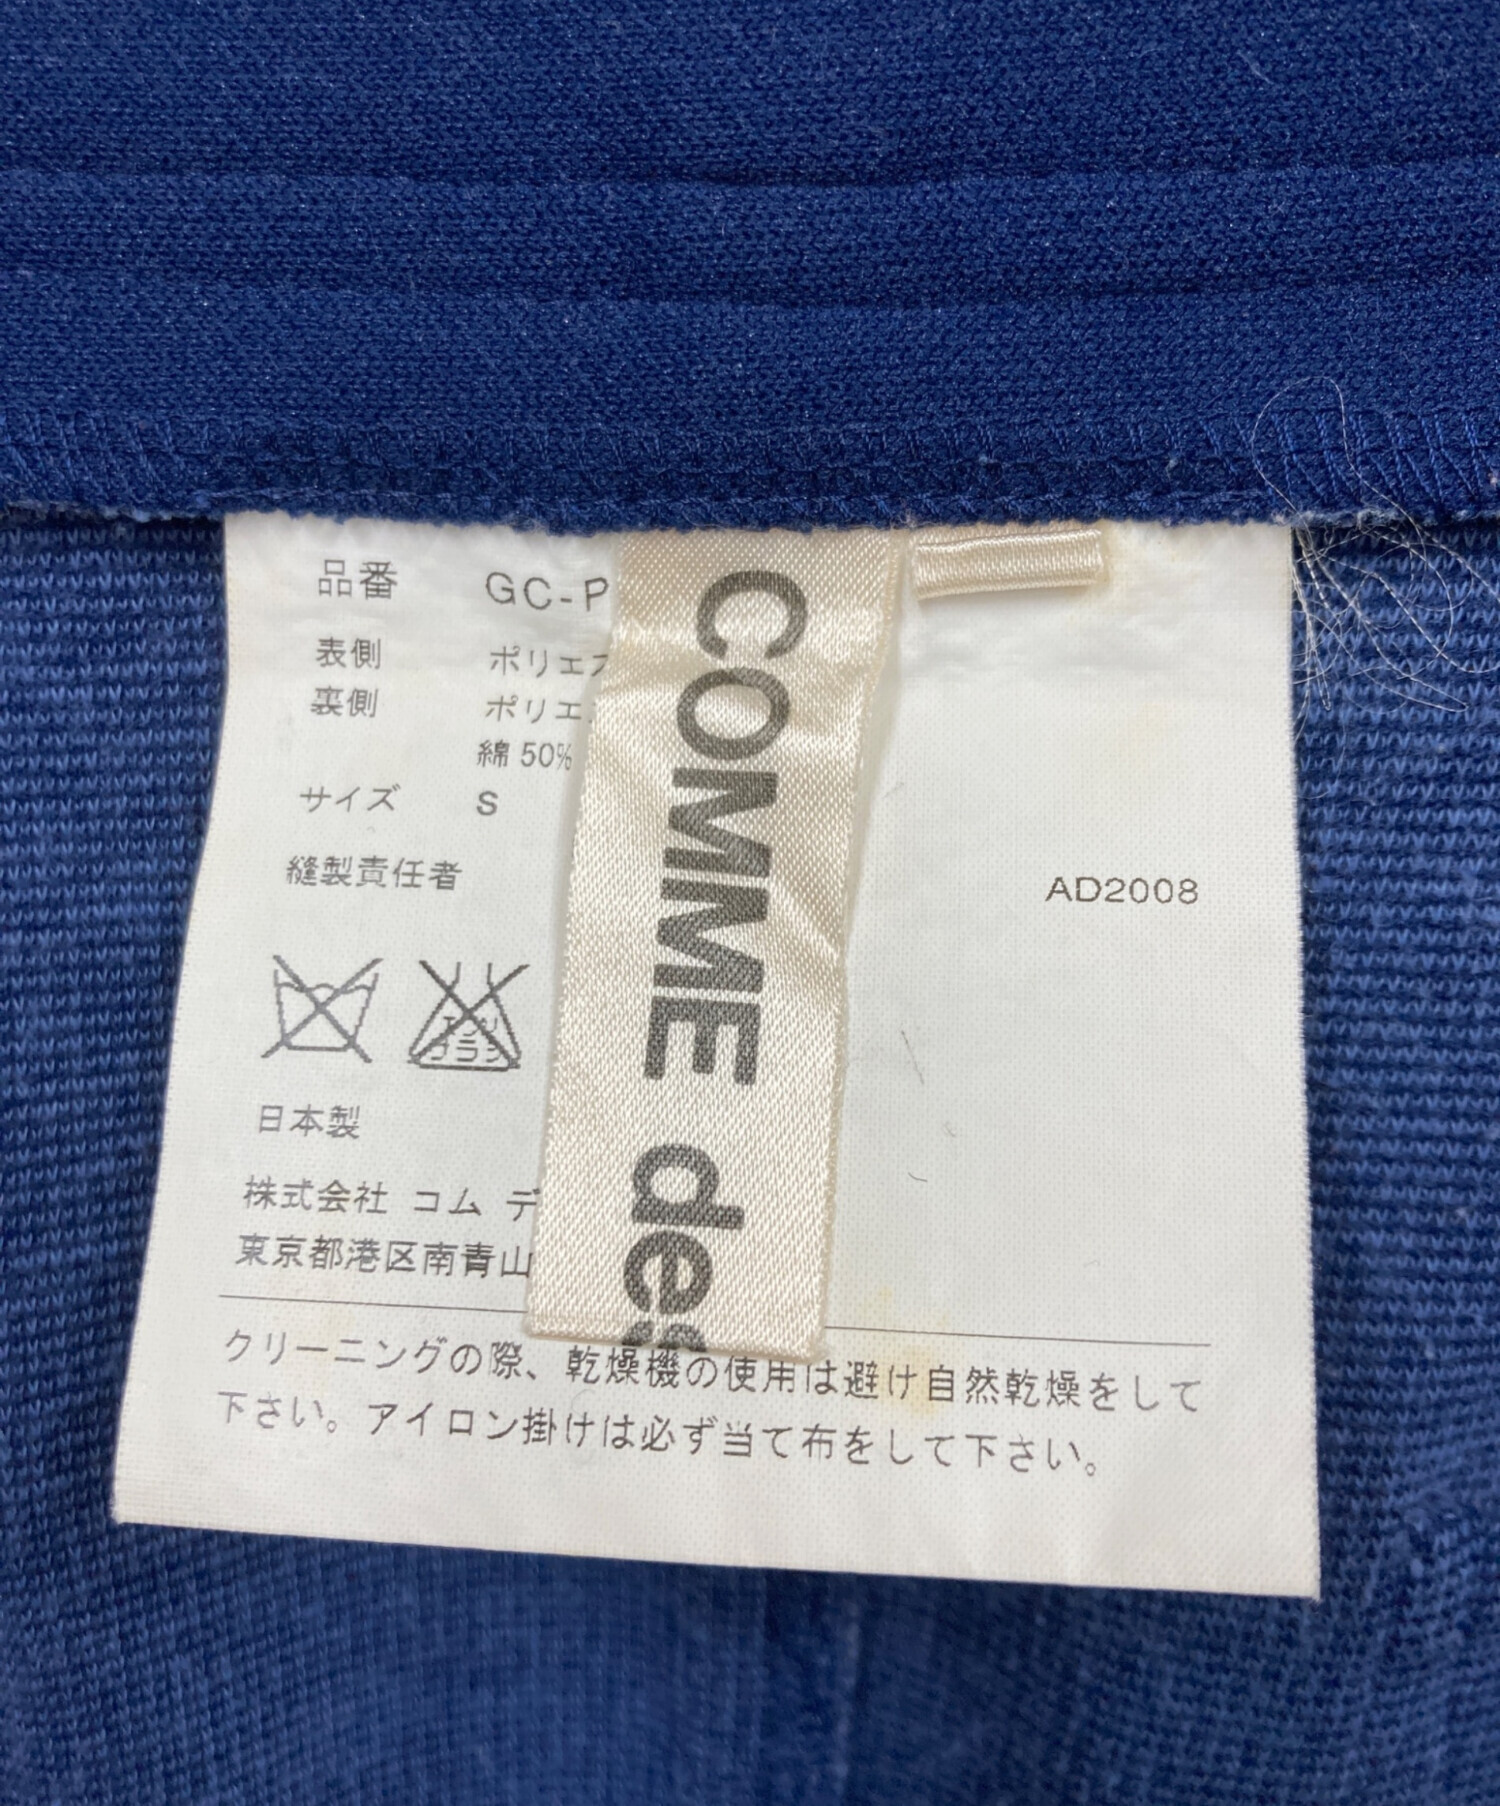 品番 GC-P
表側 ポリエス
裏側 ポリエ
綿 50%
サイズ S
縫製責任者
AD2008
エンソ
日本製
株式会社 コム デ
東京都港区南青山
クリーニングの際、乾燥機の使用は避け自然乾燥をして
下さい。アイロン掛けは必ず当て布をして下さい。
COMME des